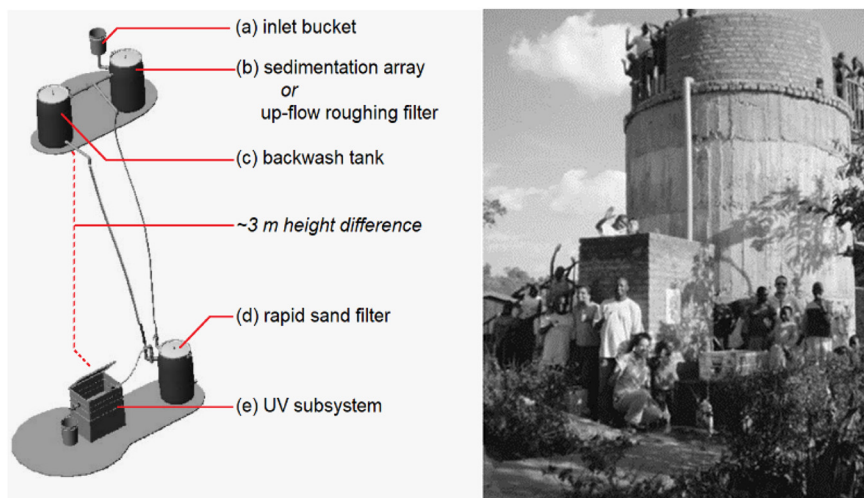 (a) inlet bucket
(b) sedimentation array
or
up-flow roughing filter
(c) backwash tank
~3 m height difference
(d) rapid sand filter
(e) UV subsystem